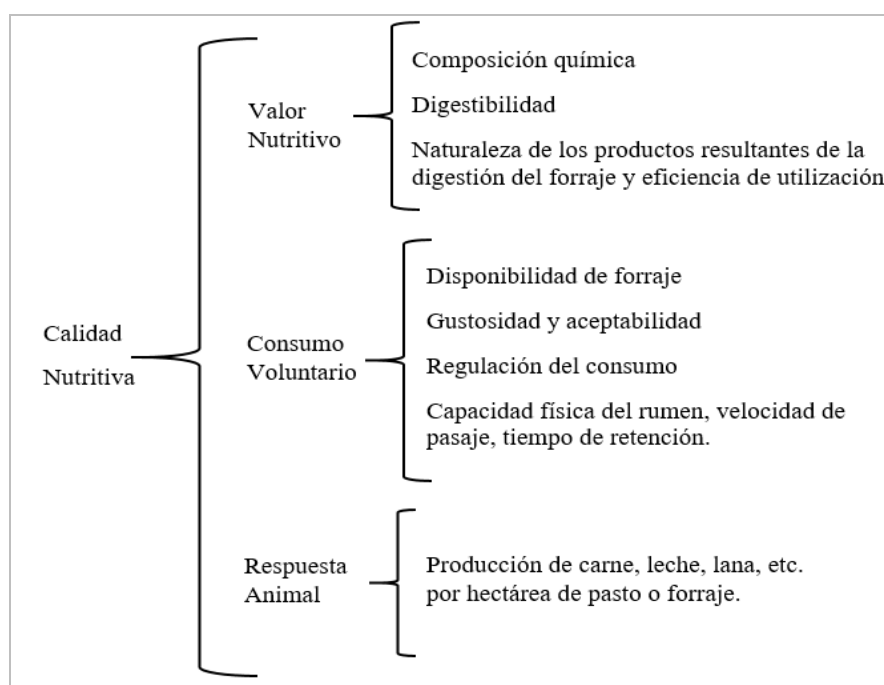 Calidad
Nutritiva
Valor
Nutritivo
Composición química
Digestibilidad
Naturaleza de los productos resultantes de la
digestión del forraje y eficiencia de utilización
Consumo
Voluntario
Disponibilidad de forraje
Gustosidad y aceptabilidad
Regulación del consumo
Capacidad física del rumen, velocidad de
pasaje, tiempo de retención.
Respuesta
Animal
Producción de carne, leche, lana, etc.
por hectárea de pasto o forraje.